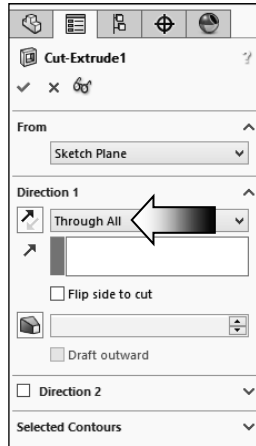 Cut-Extrude1
?
From
Sketch Plane
Direction 1
Through All
Flip side to cut
Draft outward
Direction 2
Selected Contours